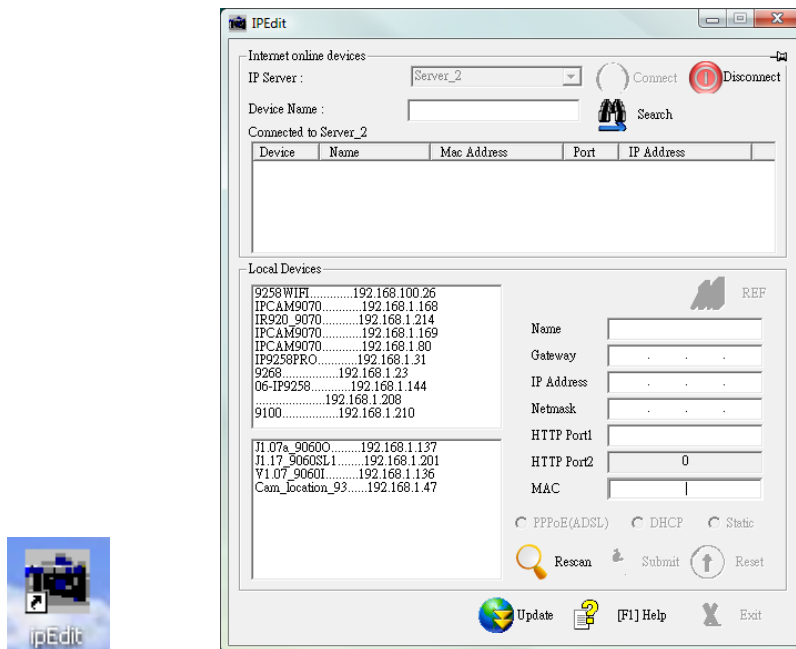 IPEdit
Internet online devices
IP Server : Server_2 Connect Disconnect
Device Name : Search
Connected to Server_2
Device Name Mac Address Port IP Address
Local Devices
9258WIFI............192.168.100.26
IPCAM9070...........192.168.1.168
IR920_9070............192.168.1.214
IPCAM9070...........192.168.1.169
IPCAM9070...........192.168.1.80
IP9258PRO...........192.168.1.31
9268.................192.168.1.23
06-IP9258...........192.168.1.144
....................192.168.1.208
9100................192.168.1.210
J1.07a_9060O.........192.168.1.137
J1.17_9060SL1........192.168.1.201
V1.07_9060I..........192.168.1.136
Cam_location_93......192.168.1.47
REF
Name
Gateway . . .
IP Address . . .
Netmask . . .
HTTP Port1
HTTP Port2 0
MAC
PPPoE(ADSL) DHCP Static
Rescan Submit Reset
Update [F1] Help Exit
ipEdit